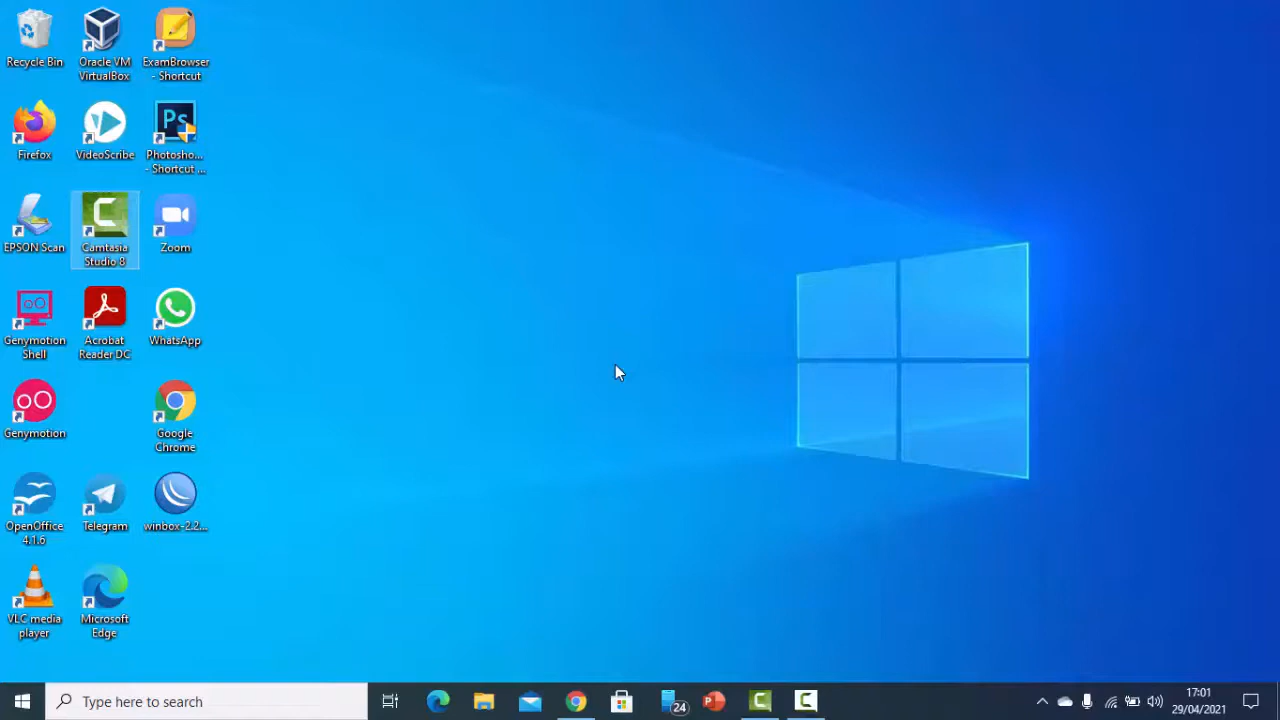 Recycle Bin
Oracle VM
VirtualBox
ExamBrowser
- Shortcut
Firefox
VideoScribe
Ps
Photosho...
- Shortcut ...
EPSON Scan
Camtasia
Studio 8
Zoom
Genymotion
Shell
Acrobat
Reader DC
WhatsApp
Genymotion
Google
Chrome
OpenOffice
4.1.6
Telegram
winbox-2.2...
VLC media
player
Microsoft
Edge
Type here to search
24
17:01
29/04/2021